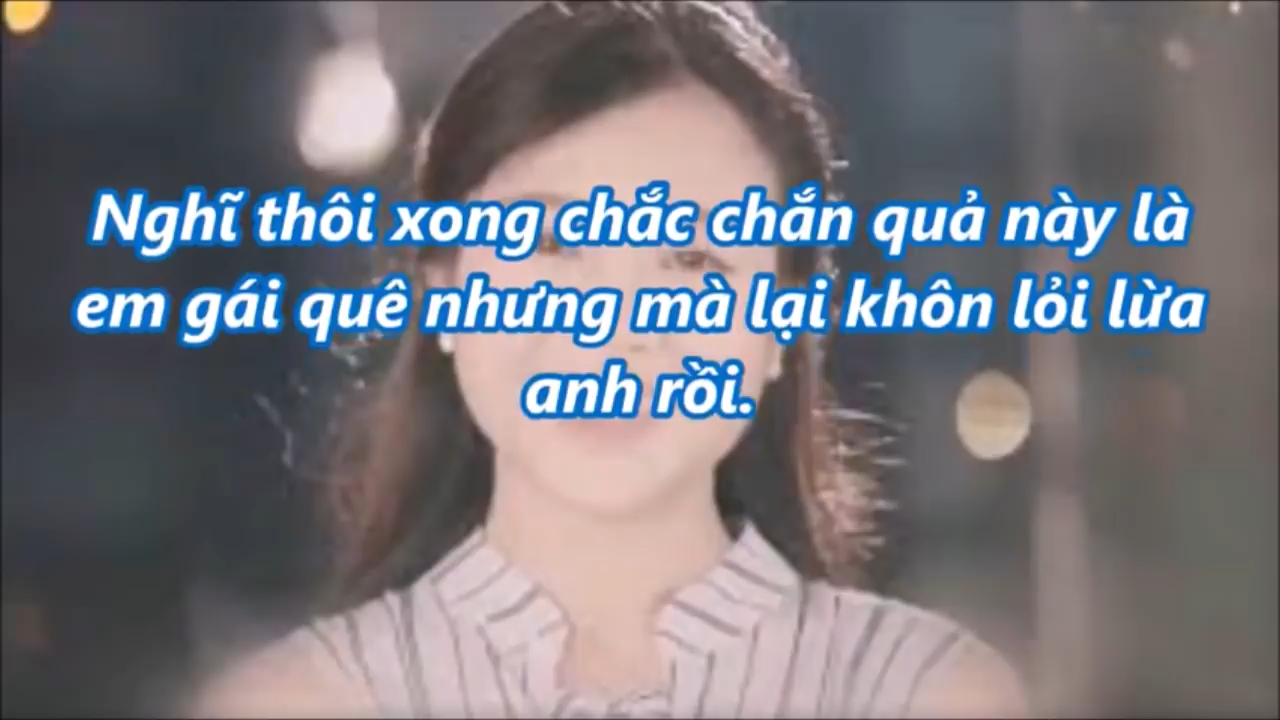 Nghĩ thôi xong chắc chắn quả này là
em gái quê nhưng mà lại khôn lỏi lừa
anh rồi.